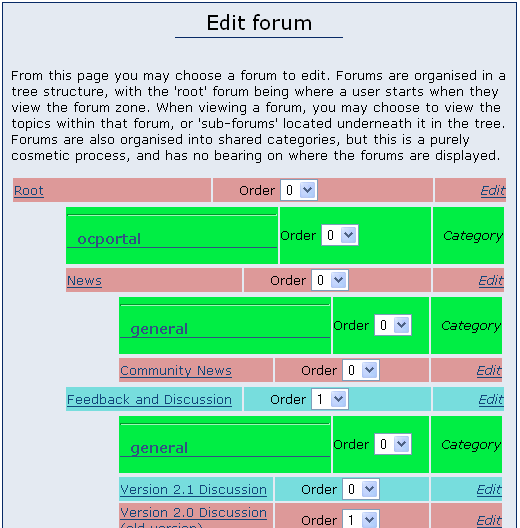 Edit forum
From this page you may choose a forum to edit. Forums are organised in a
tree structure, with the 'root' forum being where a user starts when they
view the forum zone. When viewing a forum, you may choose to view the
topics within that forum, or 'sub-forums' located underneath it in the tree.
Forums are also organised into shared categories, but this is a purely
cosmetic process, and has no bearing on where the forums are displayed.
Root Order 0 Edit
ocportal Order 0 Category
News Order 0 Edit
general Order 0 Category
Community News Order 0 Edit
Feedback and Discussion Order 1 Edit
general Order 0 Category
Version 2.1 Discussion Order 0 Edit
Version 2.0 Discussion Order 1 Edit
(old version)